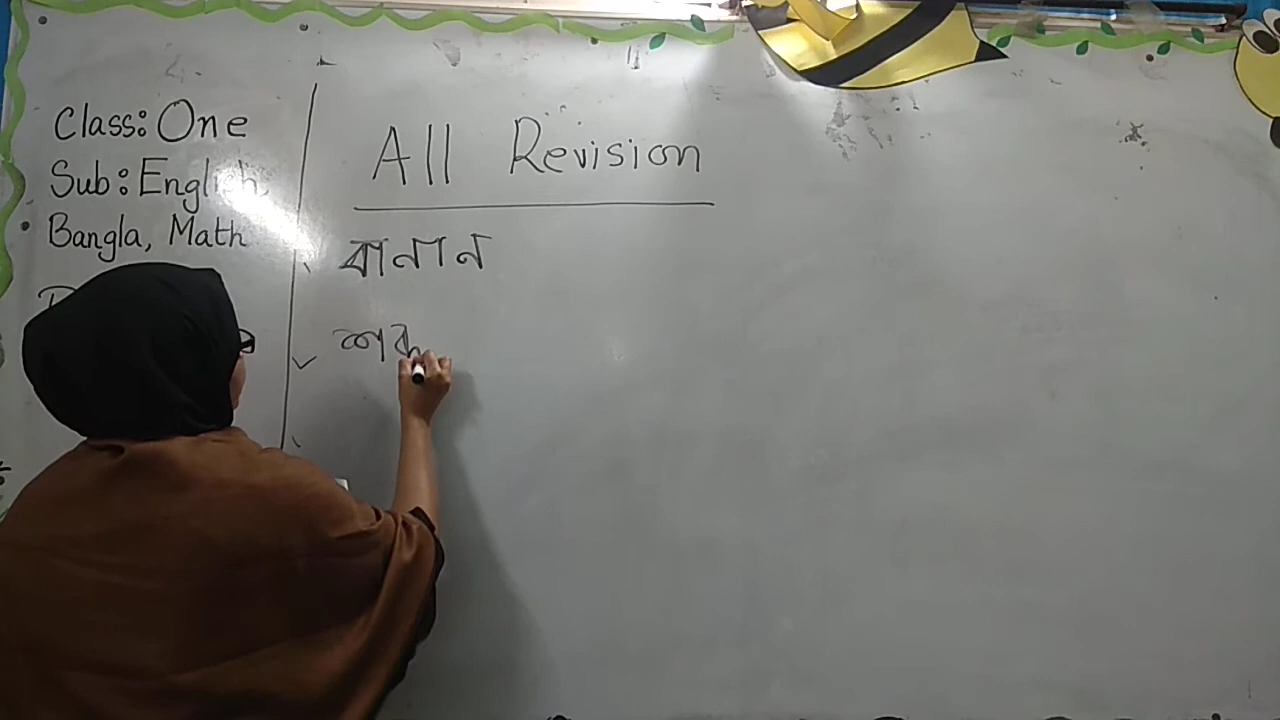 Class: One
Sub: English,
Bangla, Math
All Revision
বানান